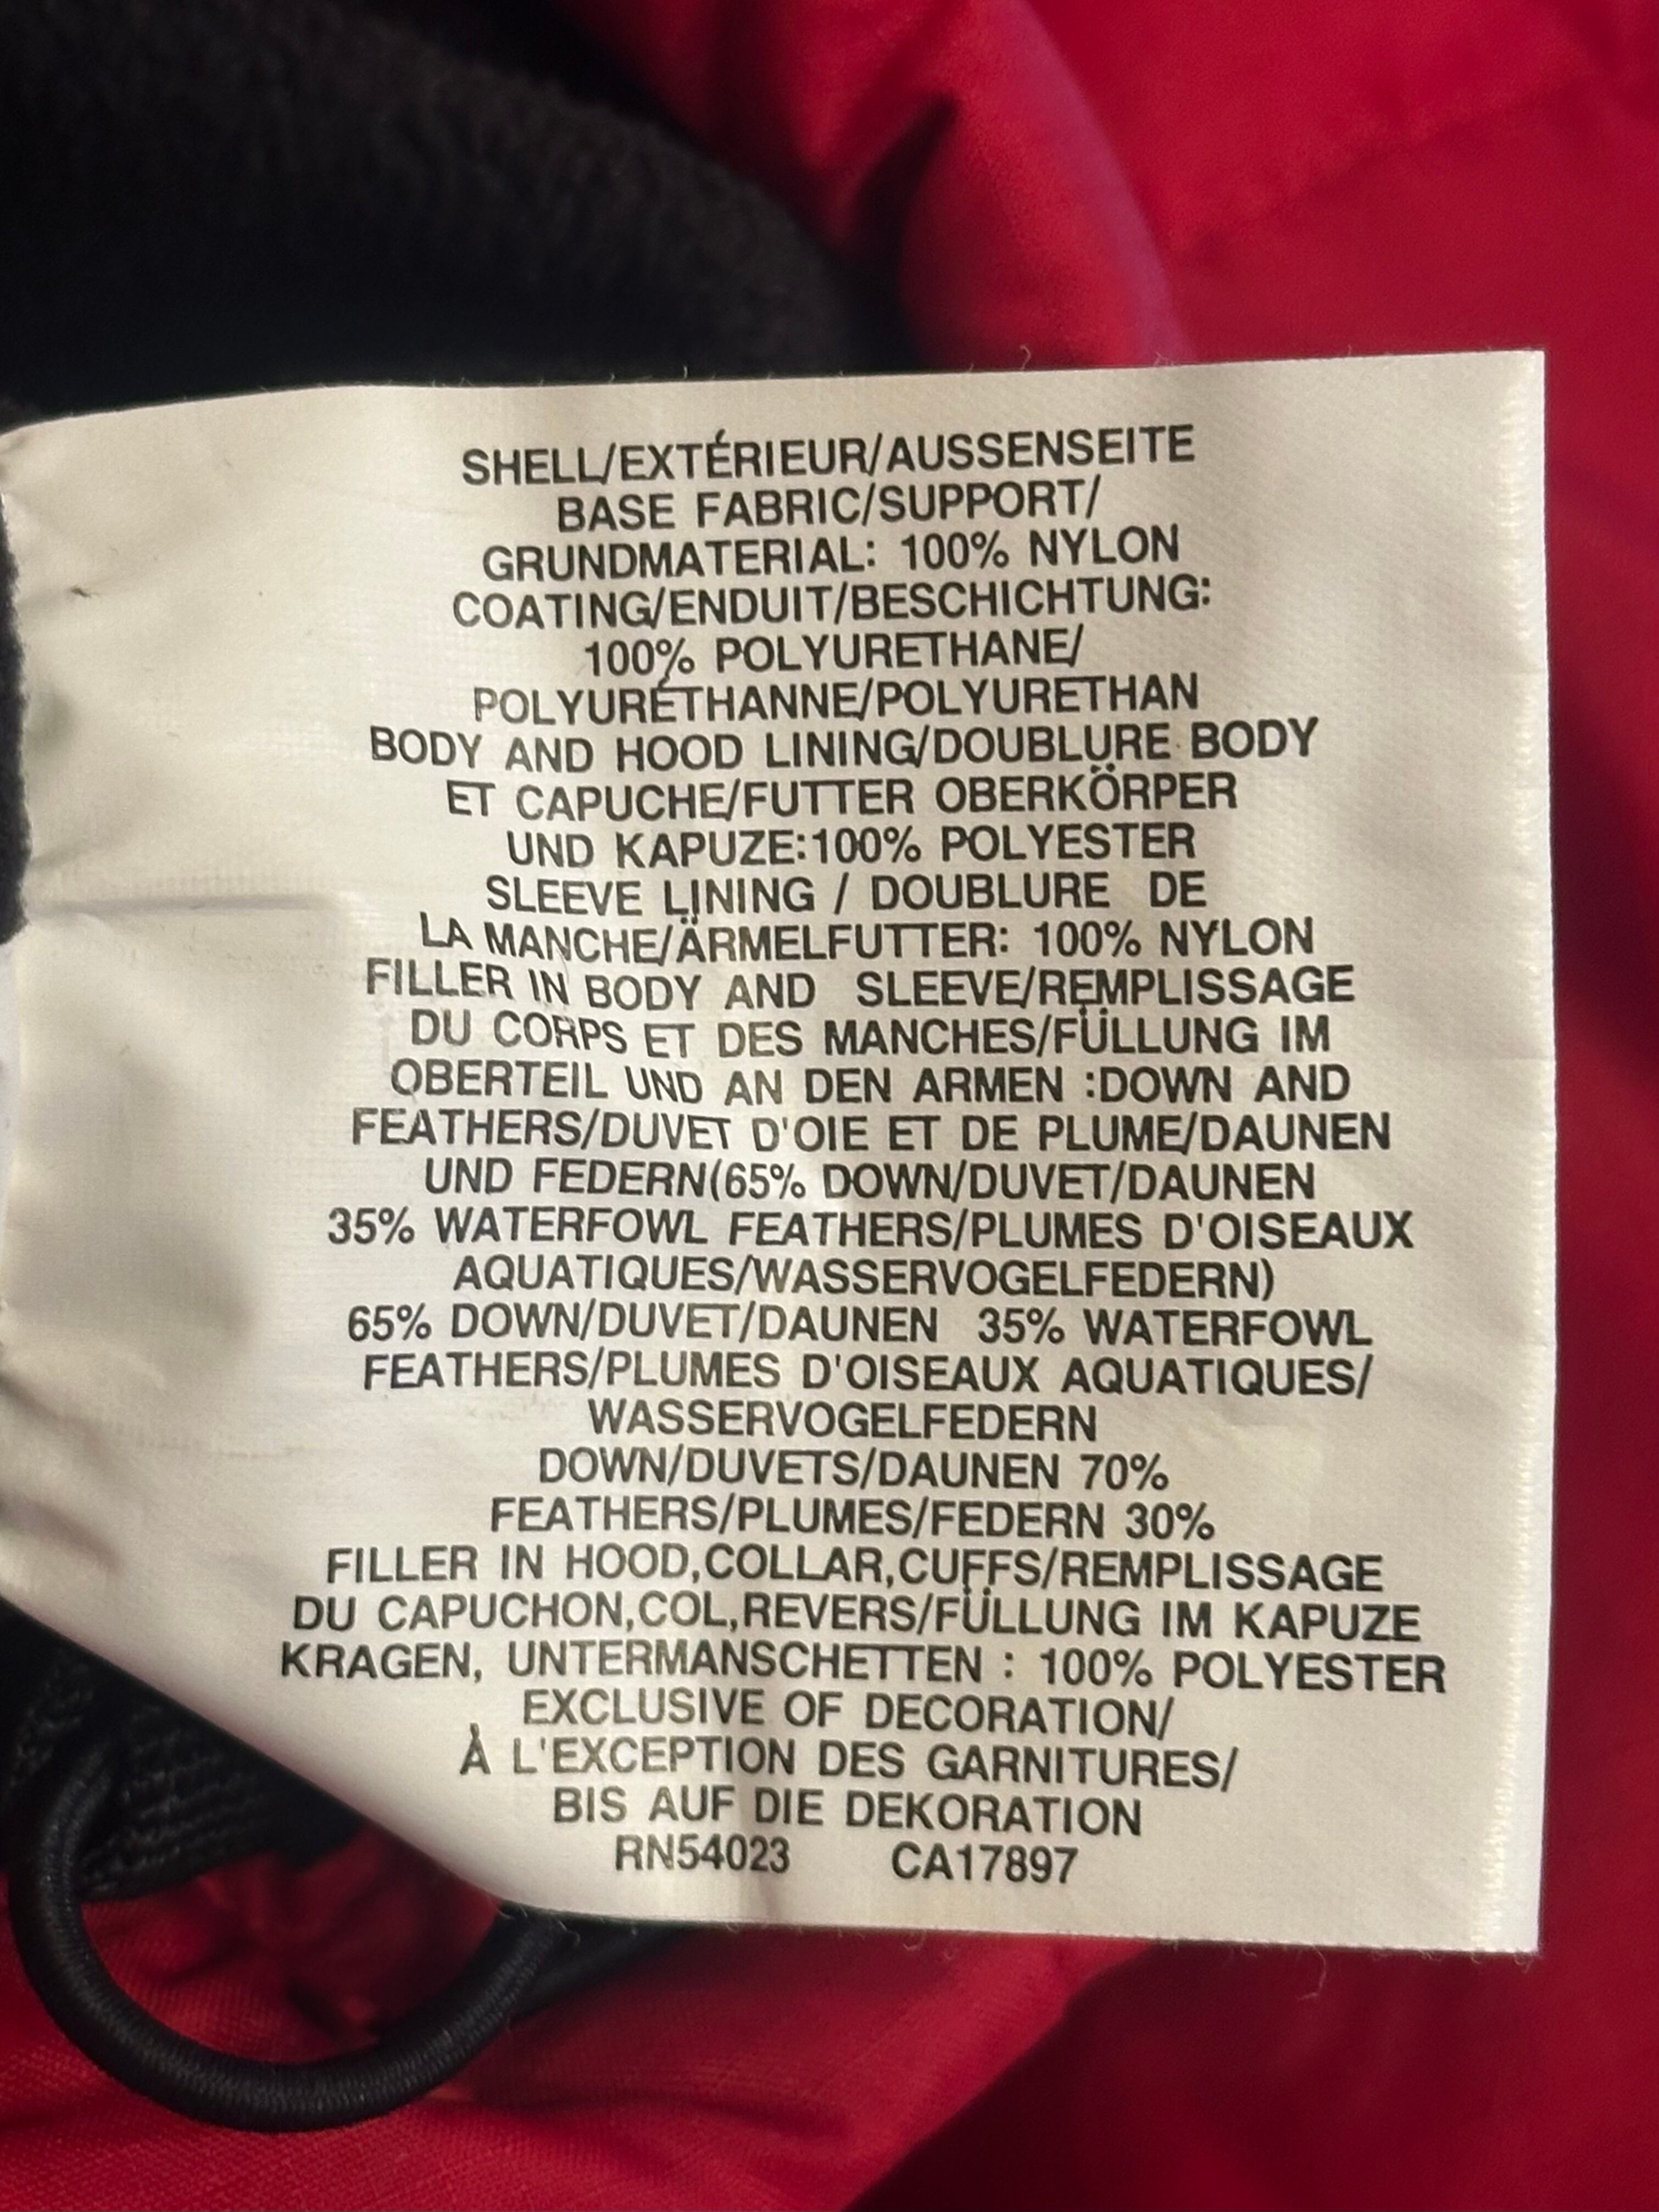 SHELL/EXTÉRIEUR/AUSSENSEITE
BASE FABRIC/SUPPORT/
GRUNDMATERIAL: 100% NYLON
COATING/ENDUIT/BESCHICHTUNG:
100% POLYURETHANE/
POLYURÉTHANNE/POLYURETHAN
BODY AND HOOD LINING/DOUBLURE BODY
ET CAPUCHE/FUTTER OBERKÖRPER
UND KAPUZE:100% POLYESTER
SLEEVE LINING / DOUBLURE DE
LA MANCHE/ÄRMELFUTTER: 100% NYLON
FILLER IN BODY AND SLEEVE/REMPLISSAGE
DU CORPS ET DES MANCHES/FÜLLUNG IM
OBERTEIL UND AN DEN ARMEN :DOWN AND
FEATHERS/DUVET D'OIE ET DE PLUME/DAUNEN
UND FEDERN(65% DOWN/DUVET/DAUNEN
35% WATERFOWL FEATHERS/PLUMES D'OISEAUX
AQUATIQUES/WASSERVOGELFEDERN)
65% DOWN/DUVET/DAUNEN 35% WATERFOWL
FEATHERS/PLUMES D'OISEAUX AQUATIQUES/
WASSERVOGELFEDERN
DOWN/DUVETS/DAUNEN 70%
FEATHERS/PLUMES/FEDERN 30%
FILLER IN HOOD,COLLAR,CUFFS/REMPLISSAGE
DU CAPUCHON,COL,REVERS/FÜLLUNG IM KAPUZE
KRAGEN, UNTERMANSCHETTEN : 100% POLYESTER
EXCLUSIVE OF DECORATION/
À L'EXCEPTION DES GARNITURES/
BIS AUF DIE DEKORATION
RN54023 CA17897